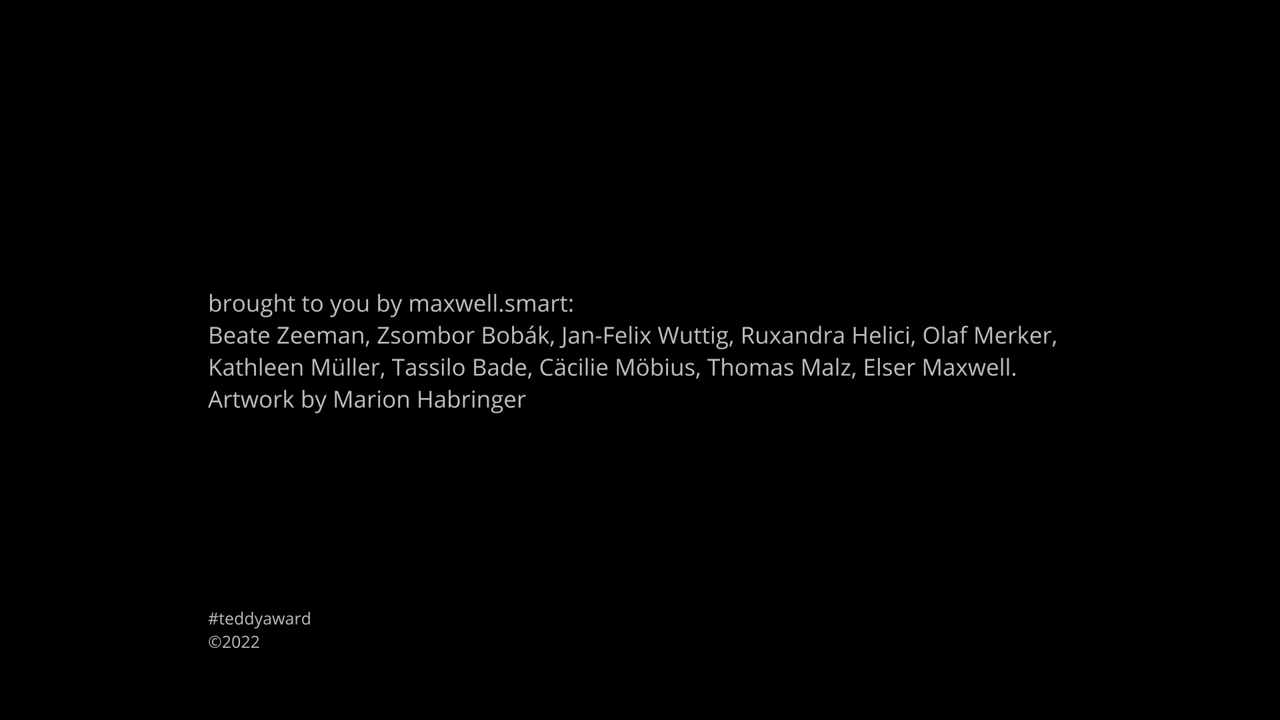 brought to you by maxwell.smart:
Beate Zeeman, Zsombor Bobák, Jan-Felix Wuttig, Ruxandra Helici, Olaf Merker,
Kathleen Müller, Tassilo Bade, Cäcilie Möbius, Thomas Malz, Elser Maxwell.
Artwork by Marion Habringer
#teddyaward
©2022